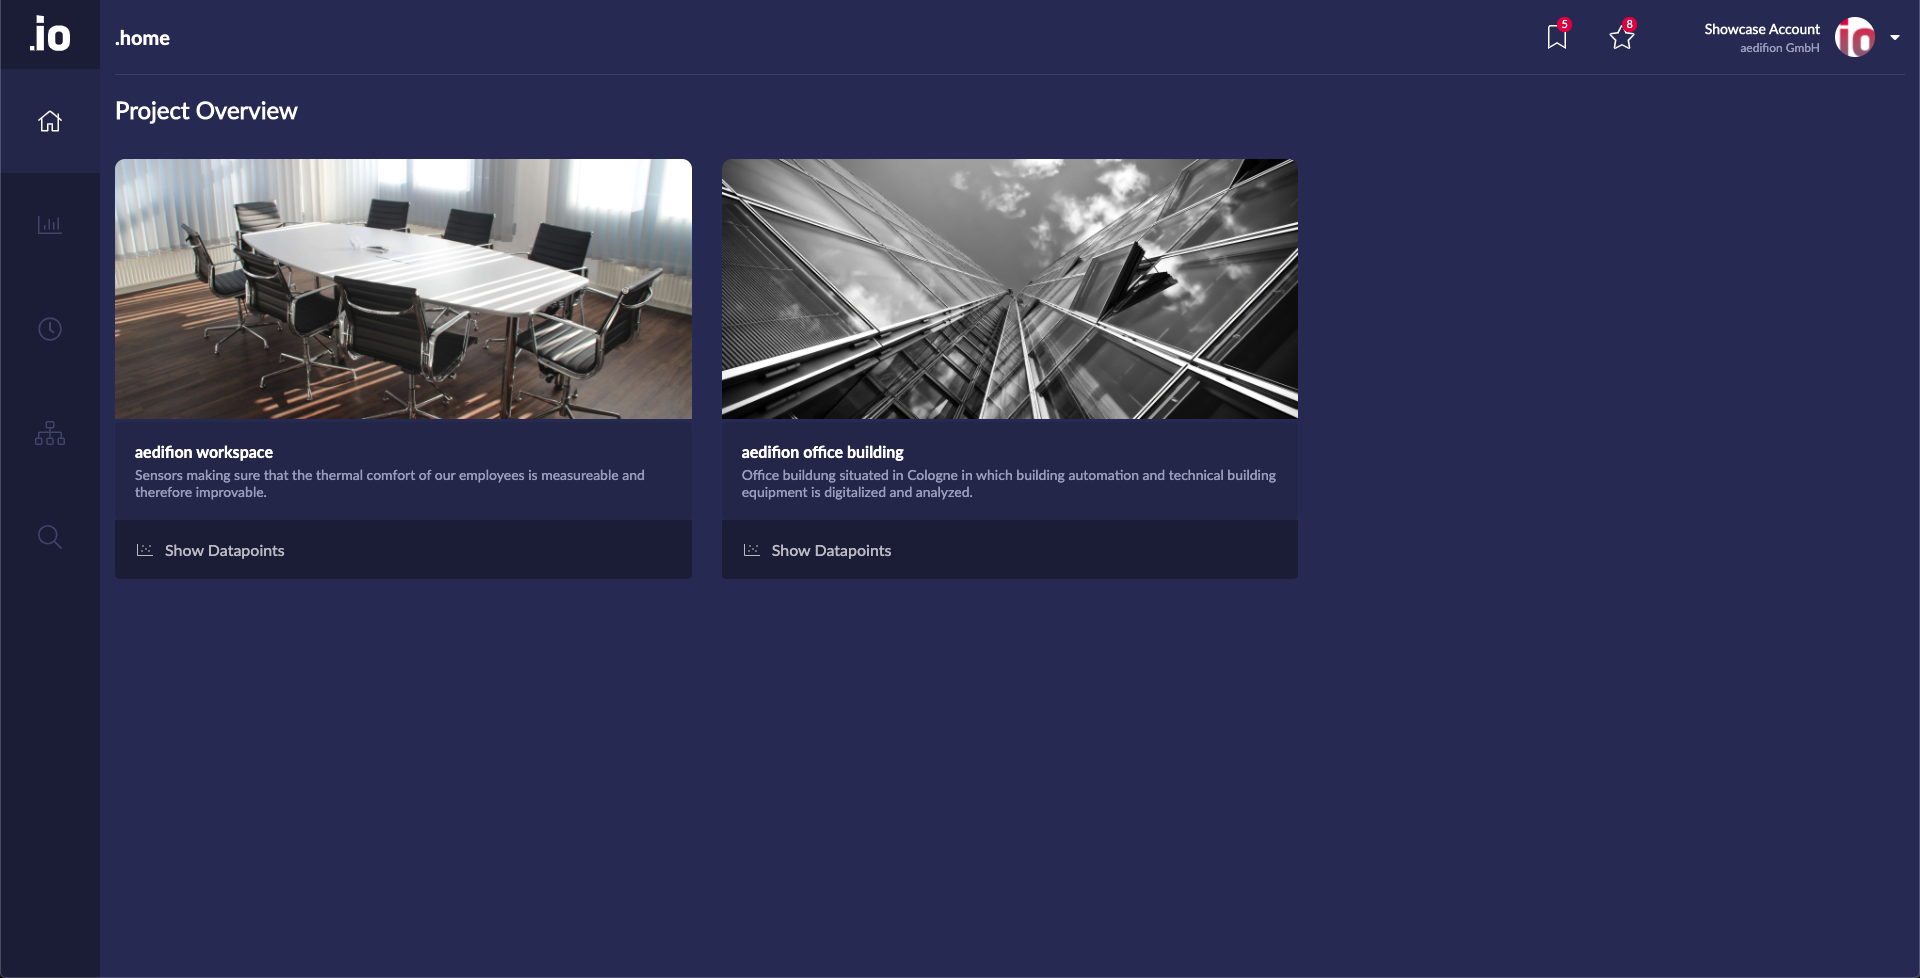 .io
.home
5
8
Showcase Account
aedifion GmbH
io
Project Overview
aedifion workspace
Sensors making sure that the thermal comfort of our employees is measureable and
therefore improvable.
Show Datapoints
aedifion office building
Office buildung situated in Cologne in which building automation and technical building
equipment is digitalized and analyzed.
Show Datapoints